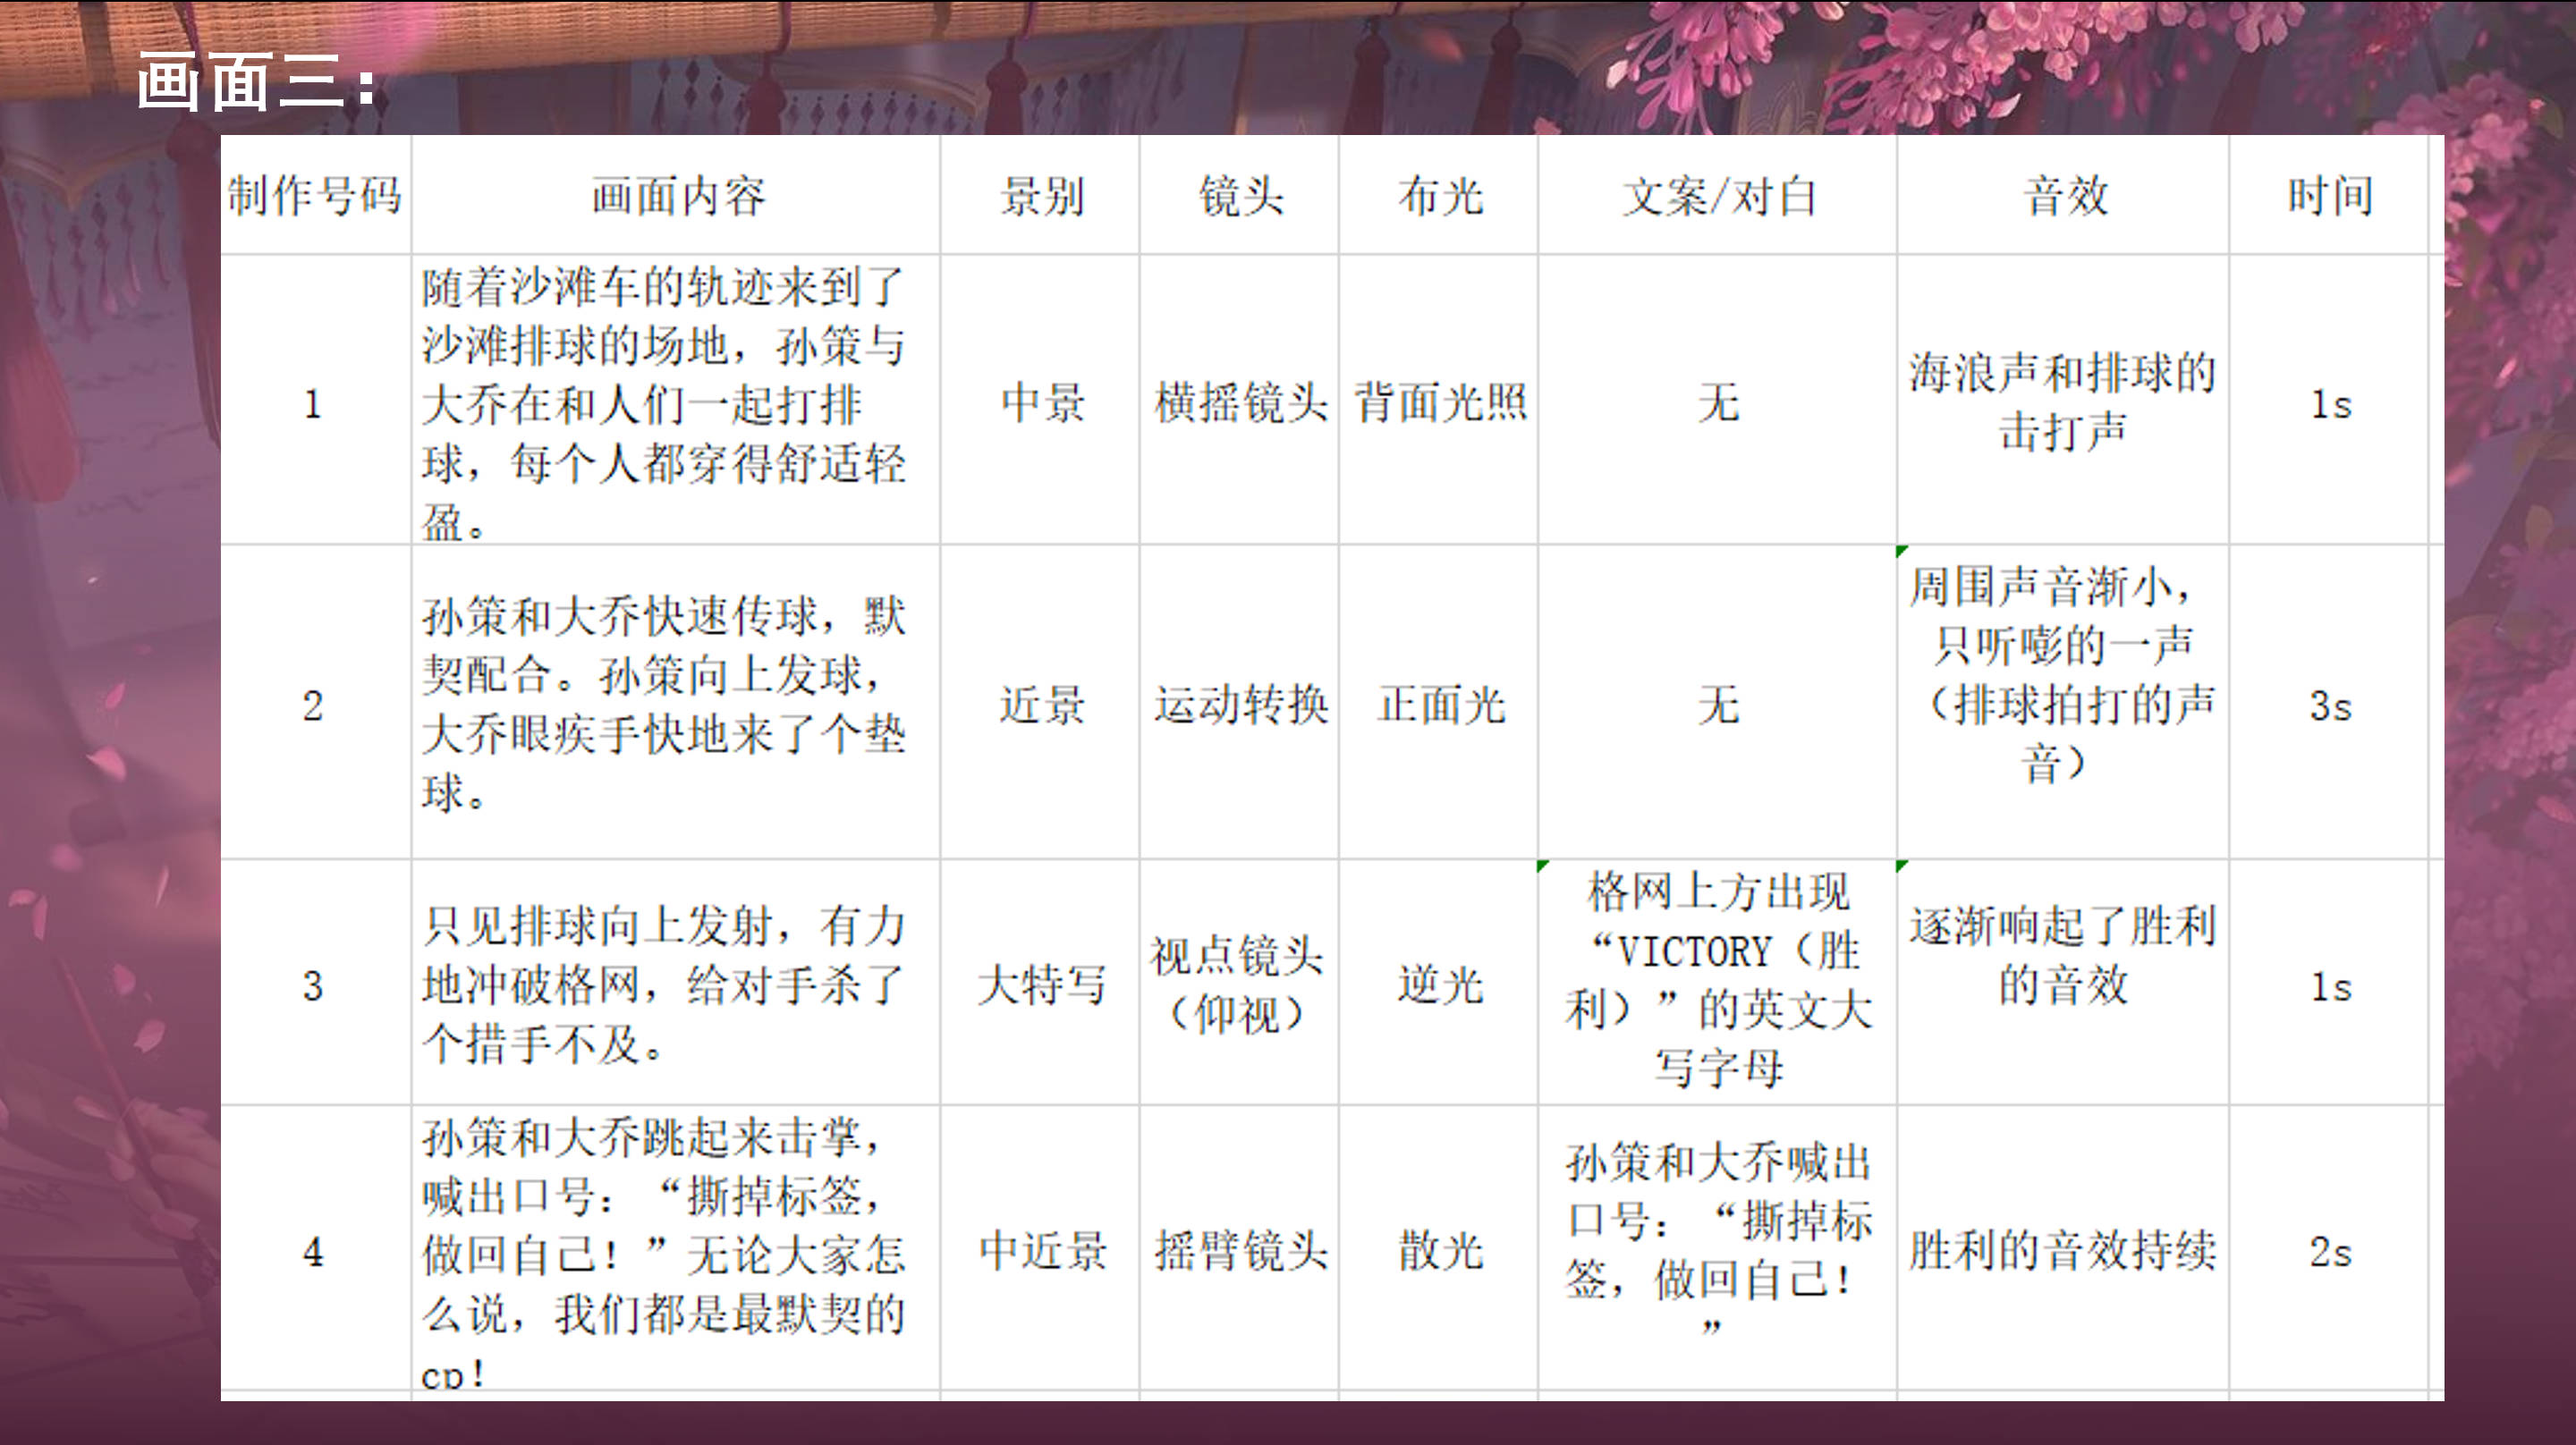 画面三：
制作号码 画面内容 景别 镜头 布光 文案/对白 音效 时间
1
随着沙滩车的轨迹来到了
沙滩排球的场地，孙策与
大乔在和人们一起打排
球，每个人都穿得舒适轻
盈。
中景
横摇镜头
背面光照
无
海浪声和排球的
击打声
1s
2
孙策和大乔快速传球，默
契配合。孙策向上发球，
大乔眼疾手快地来了个垫
球。
近景
运动转换
正面光
无
周围声音渐小，
只听嘭的一声
（排球拍打的声
音）
3s
3
只见排球向上发射，有力
地冲破格网，给对手杀了
个措手不及。
大特写
视点镜头
（仰视）
逆光
格网上方出现
“VICTORY（胜
利）”的英文大
写字母
逐渐响起了胜利
的音效
1s
4
孙策和大乔跳起来击掌，
喊出口号：“撕掉标签，
做回自己！”无论大家怎
么说，我们都是最默契的
cp！
中近景
摇臂镜头
散光
孙策和大乔喊出
口号：“撕掉标
签，做回自己！
”
胜利的音效持续
2s